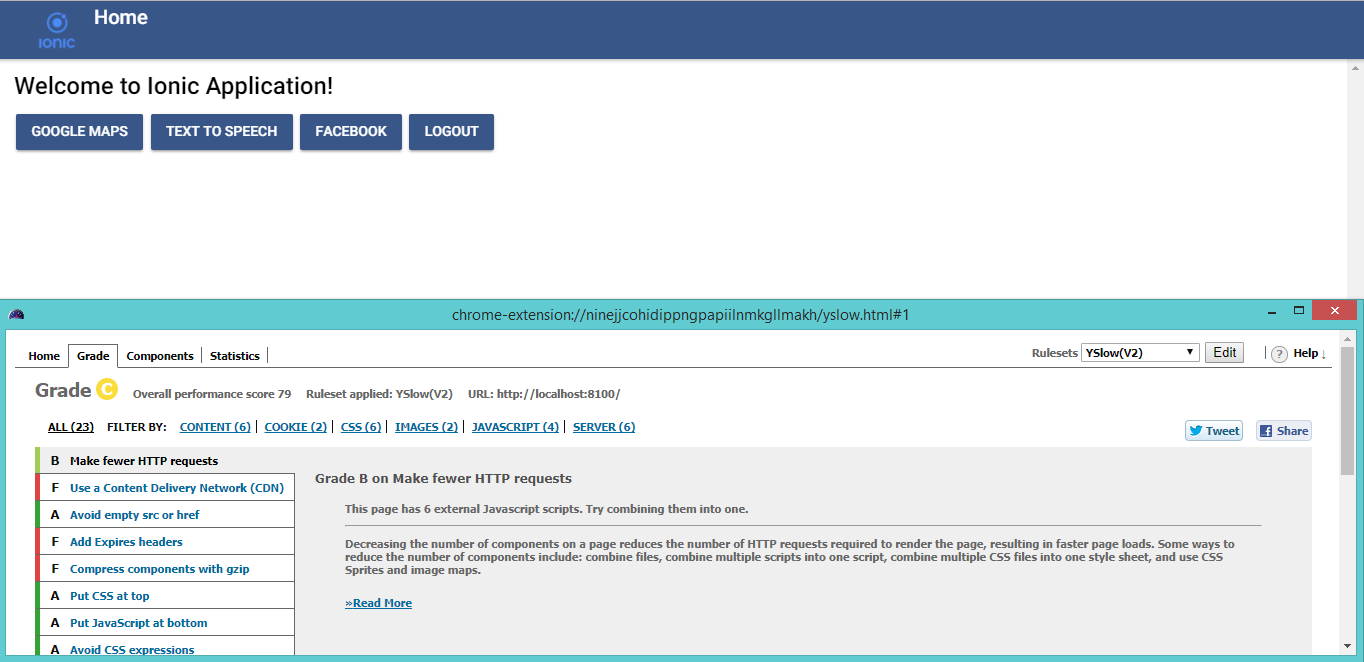 Home
ionic
Welcome to Ionic Application!
GOOGLE MAPS TEXT TO SPEECH FACEBOOK LOGOUT
chrome-extension://ninejjcohidippngpapiilnmkgllmakh/yslow.html#1
Home Grade Components Statistics Rulesets YSlow(V2) Edit ? Help ↓
Grade C Overall performance score 79 Ruleset applied: YSlow(V2) URL: http://localhost:8100/
ALL (23) FILTER BY: CONTENT (6) | COOKIE (2) | CSS (6) | IMAGES (2) | JAVASCRIPT (4) | SERVER (6) Tweet Share
B Make fewer HTTP requests
F Use a Content Delivery Network (CDN)
A Avoid empty src or href
F Add Expires headers
F Compress components with gzip
A Put CSS at top
A Put JavaScript at bottom
A Avoid CSS expressions
Grade B on Make fewer HTTP requests
This page has 6 external Javascript scripts. Try combining them into one.
Decreasing the number of components on a page reduces the number of HTTP requests required to render the page, resulting in faster page loads. Some ways to
reduce the number of components include: combine files, combine multiple scripts into one script, combine multiple CSS files into one style sheet, and use CSS
Sprites and image maps.
»Read More